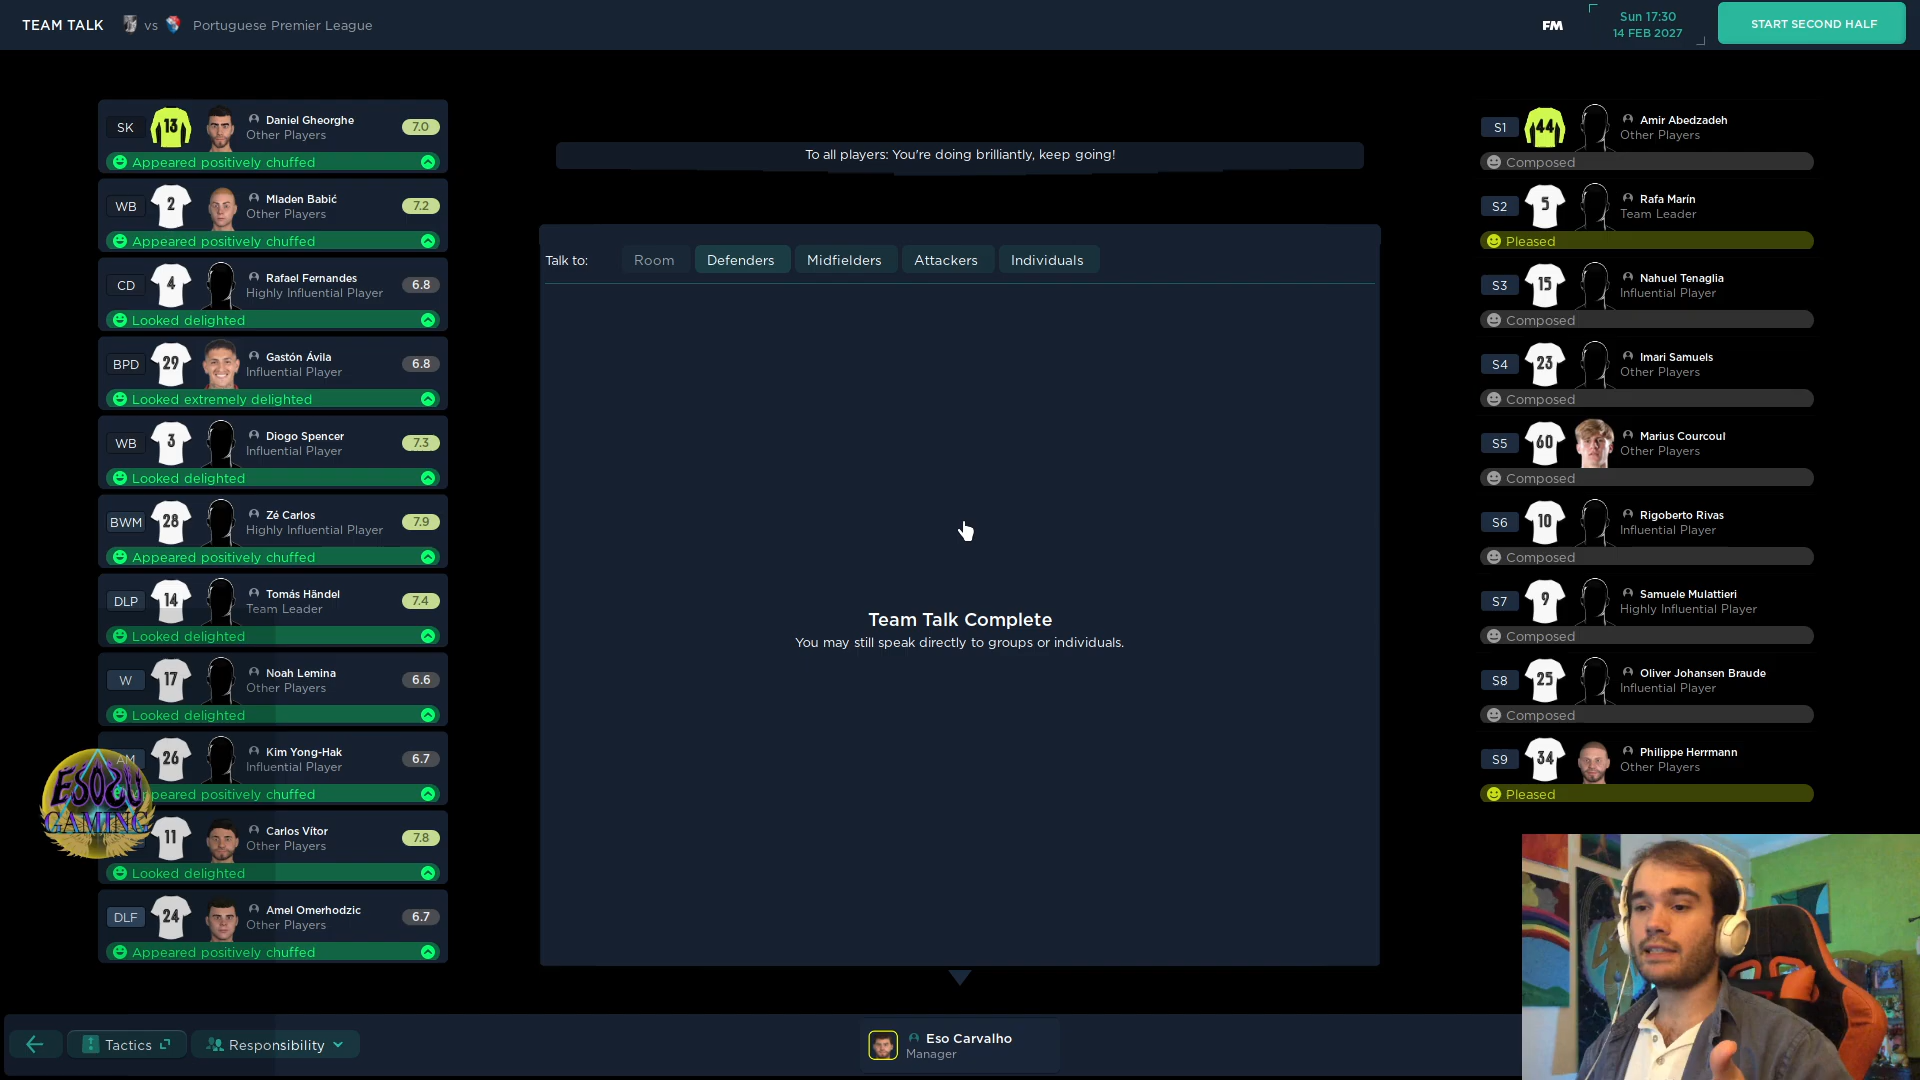 TEAM TALK vs Portuguese Premier League
FM
Sun 17:30
14 FEB 2027
START SECOND HALF
SK 13 Daniel Gheorghe 7.0
Other Players
Appeared positively chuffed
WB 2 Mladen Babić 7.2
Other Players
Appeared positively chuffed
CD 4 Rafael Fernandes 6.8
Highly Influential Player
Looked delighted
BPD 29 Gastón Ávila 6.8
Influential Player
Looked extremely delighted
WB 3 Diogo Spencer 7.3
Influential Player
Looked delighted
BWM 28 Zé Carlos 7.9
Highly Influential Player
Appeared positively chuffed
DLP 14 Tomás Händel 7.4
Team Leader
Looked delighted
W 17 Noah Lemina 6.6
Other Players
Looked delighted
AM 26 Kim Yong-Hak 6.7
Influential Player
Appeared positively chuffed
11 Carlos Vítor 7.8
Other Players
Looked delighted
DLF 24 Amel Omerhodzic 6.7
Other Players
Appeared positively chuffed
ESOSU
GAMING
To all players: You're doing brilliantly, keep going!
Talk to: Room Defenders Midfielders Attackers Individuals
Team Talk Complete
You may still speak directly to groups or individuals.
S1 44 Amir Abedzadeh
Other Players
Composed
S2 5 Rafa Marín
Team Leader
Pleased
S3 15 Nahuel Tenaglia
Influential Player
Composed
S4 23 Imari Samuels
Other Players
Composed
S5 60 Marius Courcoul
Other Players
Composed
S6 10 Rigoberto Rivas
Influential Player
Composed
S7 9 Samuele Mulattieri
Highly Influential Player
Composed
S8 25 Oliver Johansen Braude
Influential Player
Composed
S9 34 Philippe Herrmann
Other Players
Pleased
Tactics Responsibility
Eso Carvalho
Manager